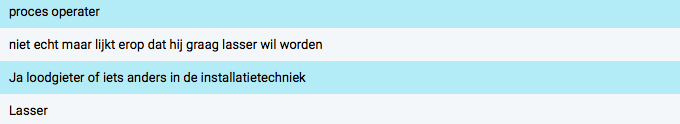 proces operater
niet echt maar lijkt erop dat hij graag lasser wil worden
Ja loodgieter of iets anders in de installatietechniek
Lasser